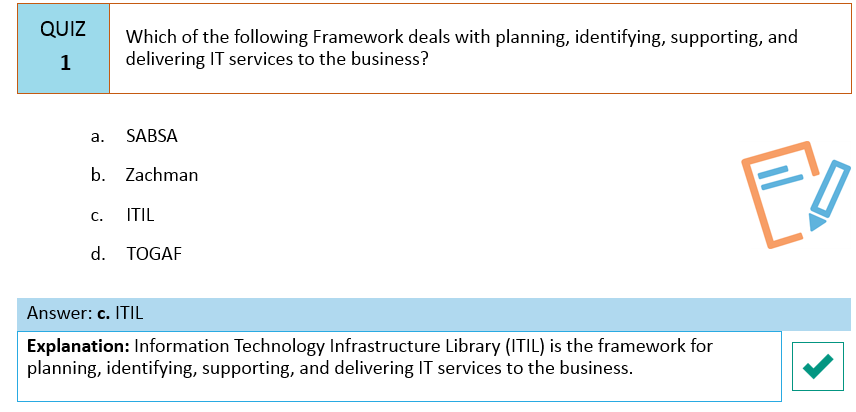 QUIZ
1
Which of the following Framework deals with planning, identifying, supporting, and
delivering IT services to the business?
a. SABSA
b. Zachman
c. ITIL
d. TOGAF
Answer: c. ITIL
Explanation: Information Technology Infrastructure Library (ITIL) is the framework for
planning, identifying, supporting, and delivering IT services to the business.